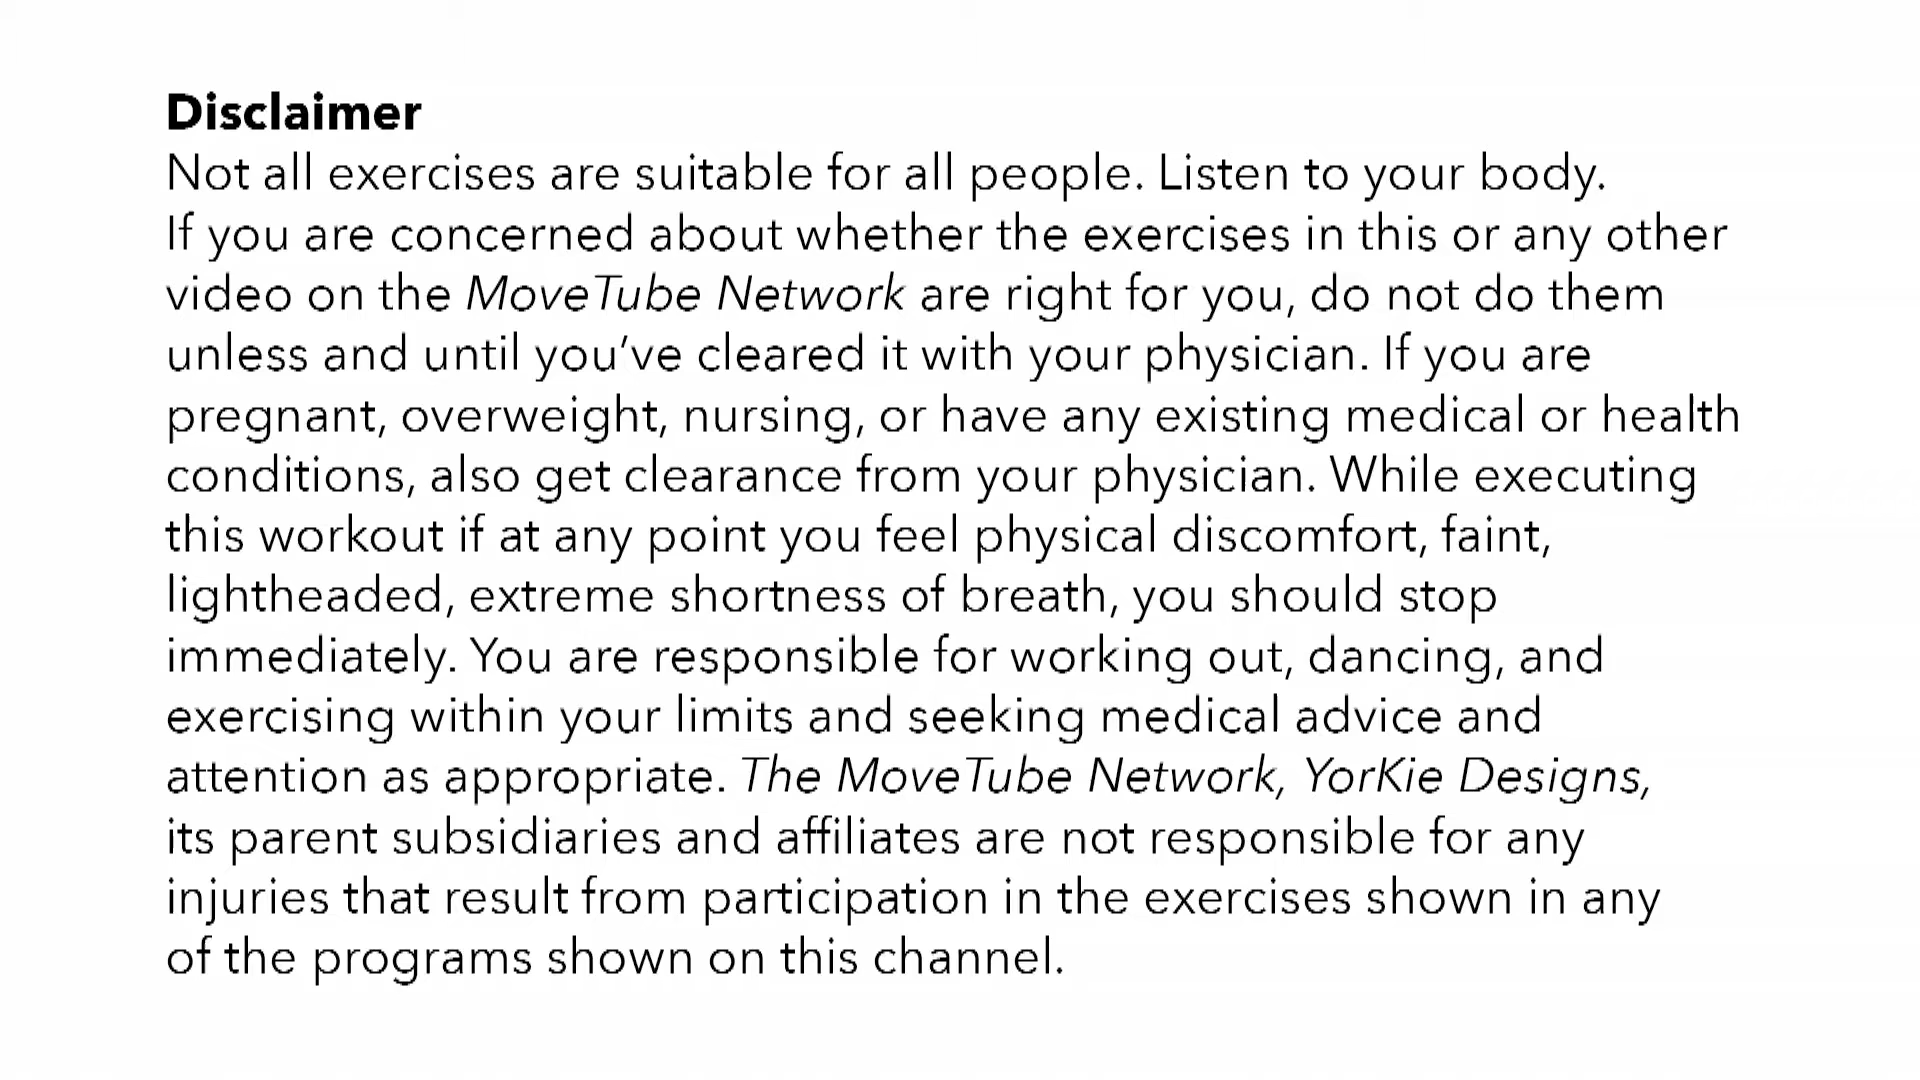 Disclaimer
Not all exercises are suitable for all people. Listen to your body.
If you are concerned about whether the exercises in this or any other
video on the MoveTube Network are right for you, do not do them
unless and until you’ve cleared it with your physician. If you are
pregnant, overweight, nursing, or have any existing medical or health
conditions, also get clearance from your physician. While executing
this workout if at any point you feel physical discomfort, faint,
lightheaded, extreme shortness of breath, you should stop
immediately. You are responsible for working out, dancing, and
exercising within your limits and seeking medical advice and
attention as appropriate. The MoveTube Network, YorKie Designs,
its parent subsidiaries and affiliates are not responsible for any
injuries that result from participation in the exercises shown in any
of the programs shown on this channel.